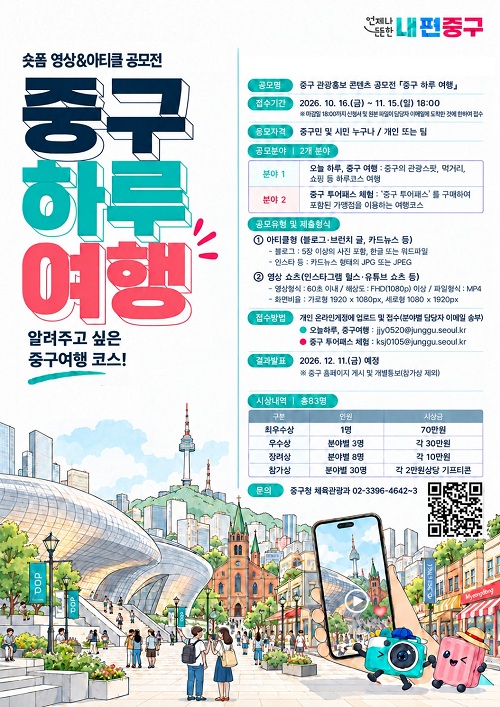 언제나 든든한 내편중구
숏폼 영상&아티클 공모전
중구
하루
여행
알려주고 싶은
중구여행 코스!
공모명 중구 관광홍보 콘텐츠 공모전 「중구 하루 여행」
접수기간 2026. 10. 16.(금) ~ 11. 15.(일) 18:00
※ 마감일 18:00까지 신청서 및 원본 파일이 담당자 이메일에 도착한 것에 한하여 접수
응모자격 중구민 및 시민 누구나 / 개인 또는 팀
공모분야 | 2개 분야
분야 1 오늘 하루, 중구 여행 : 중구의 관광스팟, 먹거리,
쇼핑 등 하루코스 여행
분야 2 중구 투어패스 체험 : '중구 투어패스' 를 구매하여
포함된 가맹점을 이용하는 여행코스
공모유형 및 제출형식
① 아티클형 (블로그·브런치 글, 카드뉴스 등)
- 블로그 : 5장 이상의 사진 포함, 한글 또는 워드파일
- 인스타 등 : 카드뉴스 형태의 JPG 또는 JPEG
② 영상 쇼츠(인스타그램 릴스·유튜브 쇼츠 등)
- 영상형식 : 60초 이내 / 해상도 : FHD(1080p) 이상 / 파일형식 : MP4
- 화면비율 : 가로형 1920 × 1080px, 세로형 1080 × 1920px
접수방법 개인 온라인계정에 업로드 및 접수(분야별 담당자 이메일 송부)
● 오늘하루, 중구여행 : jjy0520@junggu.seoul.kr
● 중구 투어패스 체험 : ksj0105@junggu.seoul.kr
결과발표 2026. 12. 11.(금) 예정
※ 중구 홈페이지 게시 및 개별통보(참가상 제외)
시상내역 | 총83명
구분 인원 시상금
최우수상 1명 70만원
우수상 분야별 3명 각 30만원
장려상 분야별 8명 각 10만원
참가상 분야별 30명 각 2만원상당 기프티콘
문의 중구청 체육관광과 02-3396-4642~3
ddp
ddp
Myeongdong